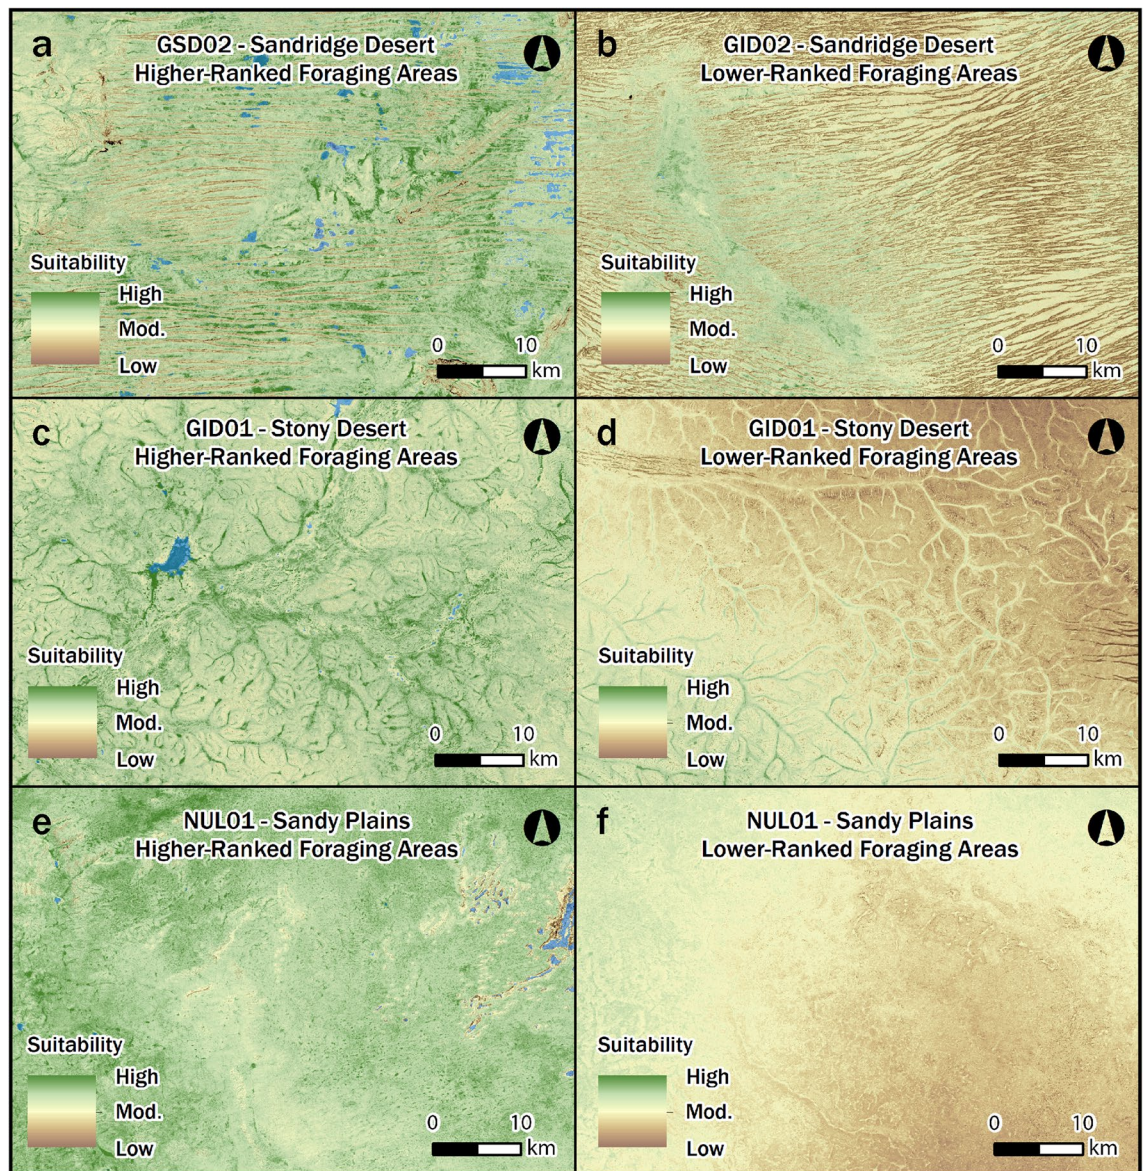 a
GSD02 - Sandridge Desert
Higher-Ranked Foraging Areas
Suitability
High
Mod.
Low
0 10
km
b
GID02 - Sandridge Desert
Lower-Ranked Foraging Areas
Suitability
High
Mod.
Low
0 10
km
c
GID01 - Stony Desert
Higher-Ranked Foraging Areas
Suitability
High
Mod.
Low
0 10
km
d
GID01 - Stony Desert
Lower-Ranked Foraging Areas
Suitability
High
Mod.
Low
0 10
km
e
NUL01 - Sandy Plains
Higher-Ranked Foraging Areas
Suitability
High
Mod.
Low
0 10
km
f
NUL01 - Sandy Plains
Lower-Ranked Foraging Areas
Suitability
High
Mod.
Low
0 10
km